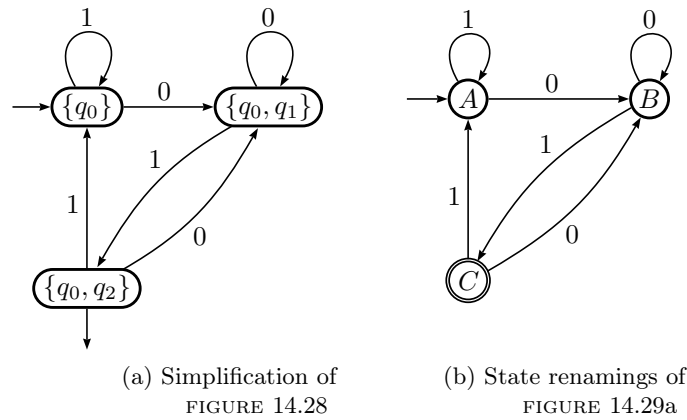 1 0 1 0
{q₀} 0 {q₀, q₁} A 0 B
1 1
1 0 1 0
{q₀, q₂} C
(a) Simplification of (b) State renamings of
FIGURE 14.28 FIGURE 14.29a